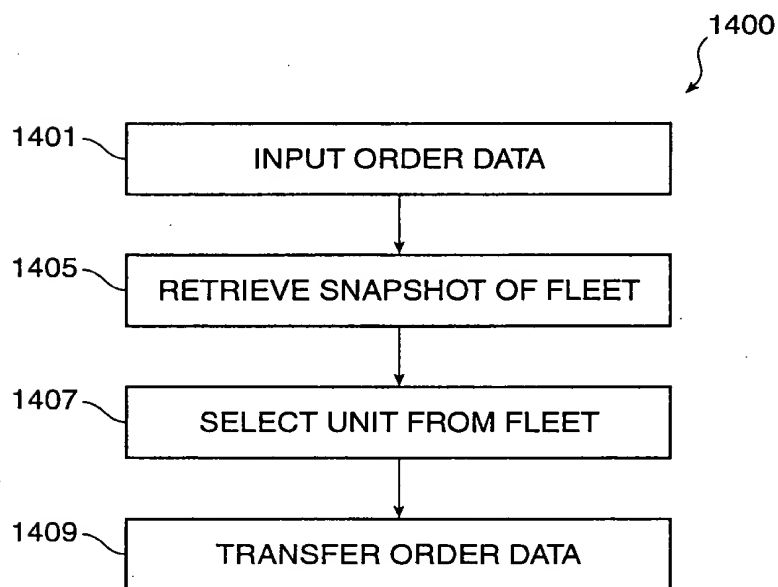 1400
1401
INPUT ORDER DATA
1405
RETRIEVE SNAPSHOT OF FLEET
1407
SELECT UNIT FROM FLEET
1409
TRANSFER ORDER DATA